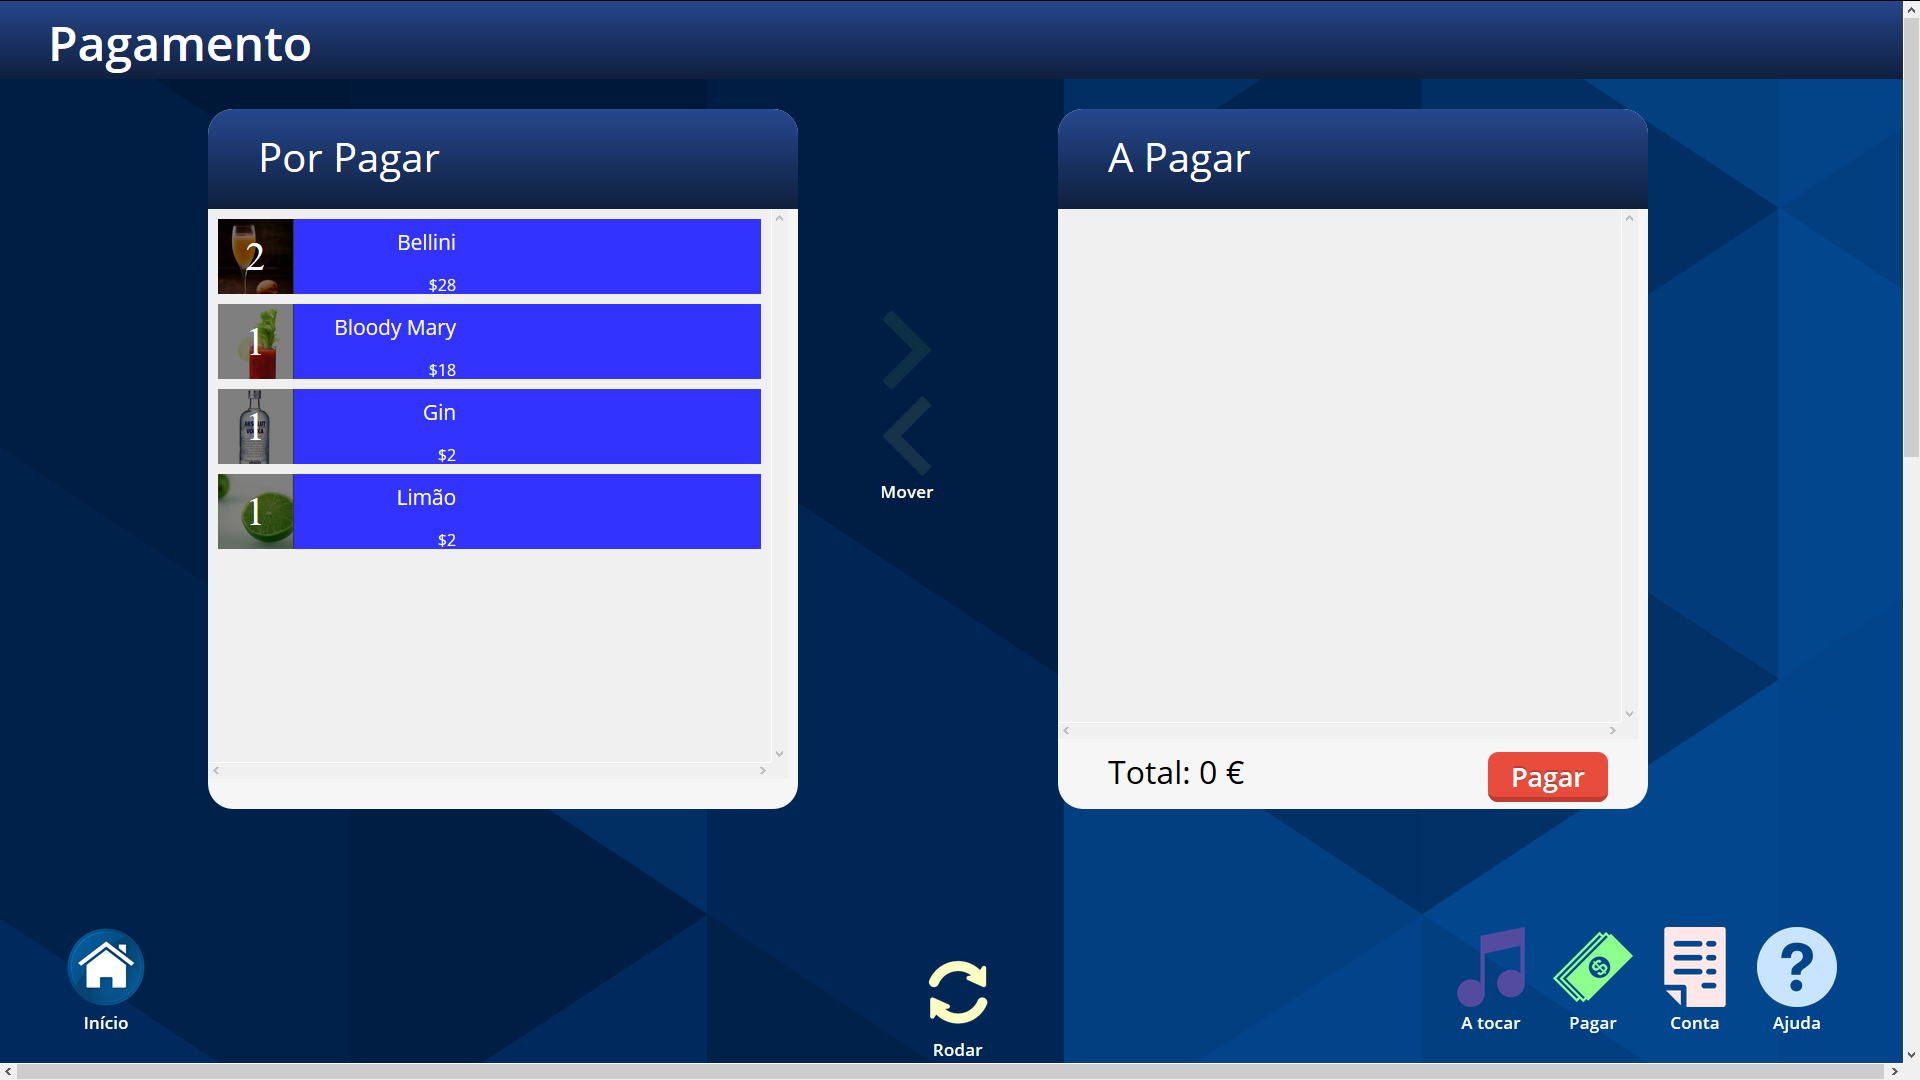 Pagamento
Por Pagar
2
Bellini
$28
1
Bloody Mary
$18
1
Gin
$2
1
Limão
$2
Mover
A Pagar
Total: 0 €
Pagar
Início
Rodar
A tocar
Pagar
Conta
Ajuda